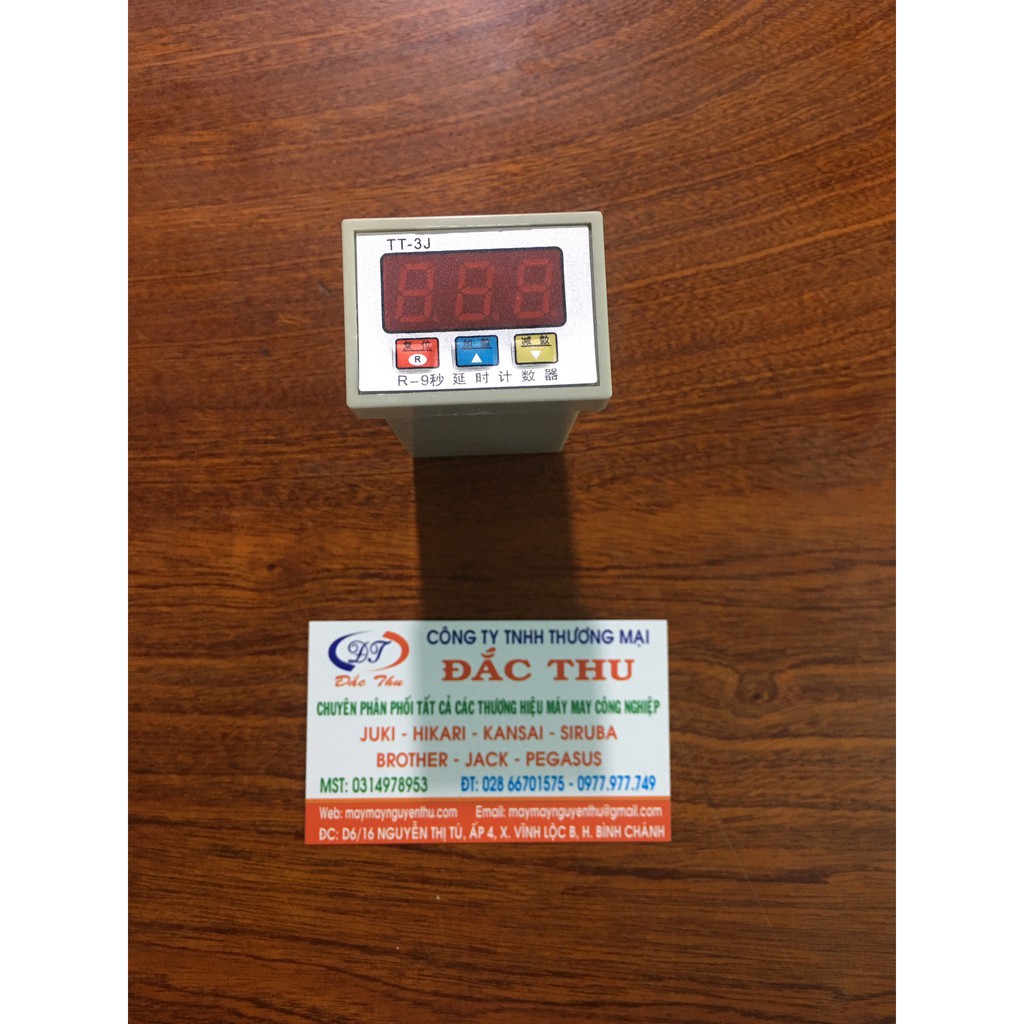 TT-3J
888
复 位 加 数 减 数
R
R-9秒 延 时 计 数 器
ĐT
Đắc Thu
CÔNG TY TNHH THƯƠNG MẠI
ĐẮC THU
CHUYÊN PHÂN PHỐI TẤT CẢ CÁC THƯƠNG HIỆU MÁY MAY CÔNG NGHIỆP
JUKI - HIKARI - KANSAI - SIRUBA
BROTHER - JACK - PEGASUS
MST: 0314978953 ĐT: 028 66701575 - 0977.977.749
Web: maymaynguyenthu.com Email: maymaynguyenthu@gmail.com
ĐC: D6/16 NGUYỄN THỊ TÚ, ẤP 4, X. VĨNH LỘC B, H. BÌNH CHÁNH